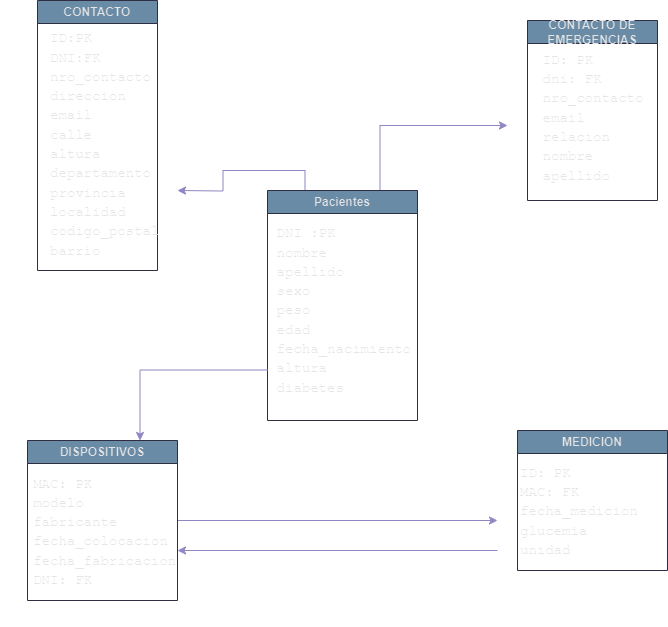 CONTACTO
ID:PK
DNI:FK
nro_contacto
direccion
email
calle
altura
departamento
provincia
localidad
codigo_postal
barrio
CONTACTO DE
EMERGENCIAS
ID: PK
dni: FK
nro_contacto
email
relacion
nombre
apellido
Pacientes
DNI :PK
nombre
apellido
sexo
peso
edad
fecha_nacimiento
altura
diabetes
DISPOSITIVOS
MAC: PK
modelo
fabricante
fecha_colocacion
fecha_fabricacion
DNI: FK
MEDICION
ID: PK
MAC: FK
fecha_medicion
glucemia
unidad